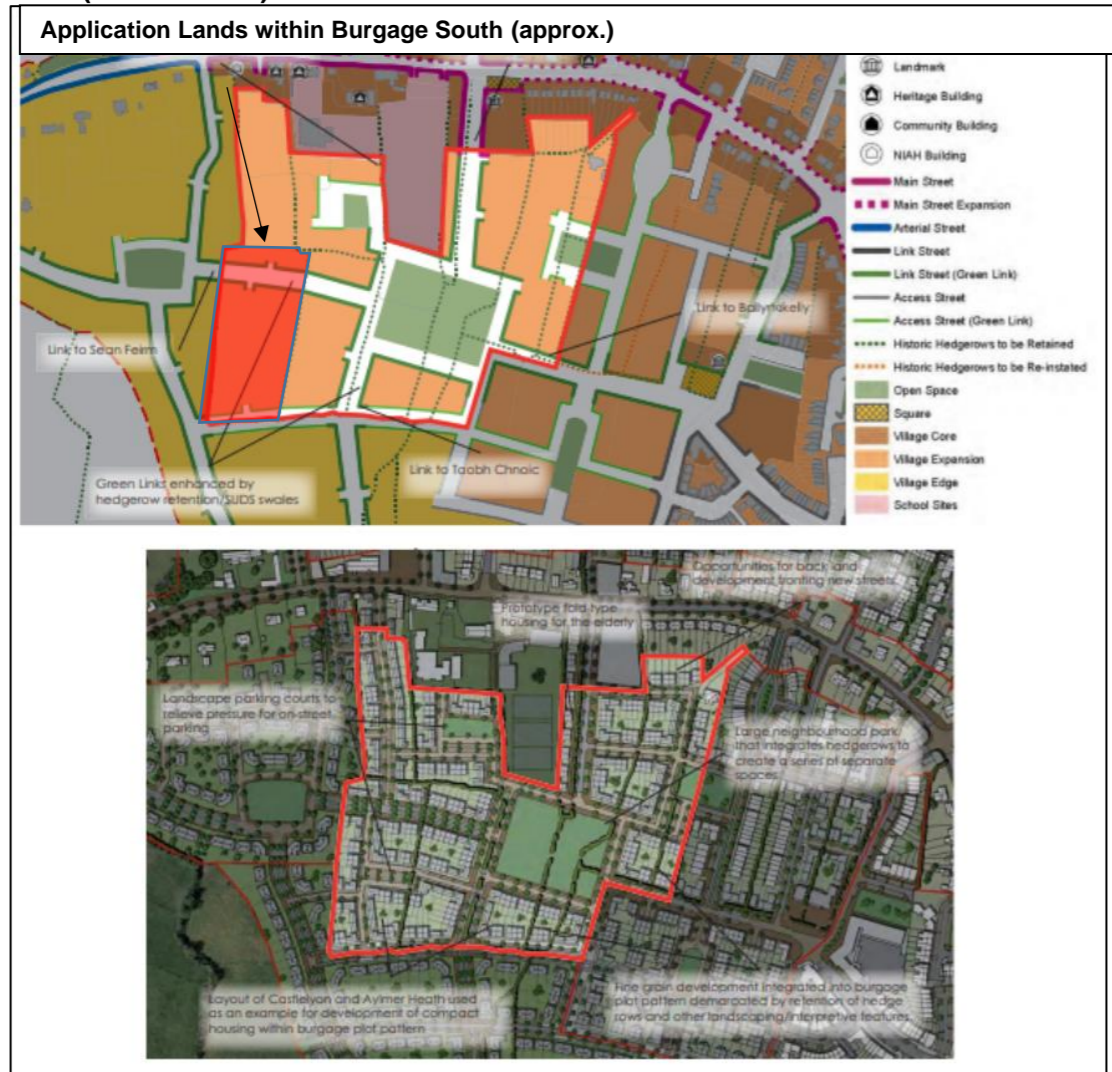 Application Lands within Burgage South (approx.)
Landmark
Heritage Building
Community Building
NIAH Building
Main Street
Main Street Expansion
Arterial Street
Link Street
Link Street (Green Link)
Access Street
Access Street (Green Link)
Historic Hedgerows to be Retained
Historic Hedgerows to be Re-instated
Open Space
Square
Village Core
Village Expansion
Village Edge
School Sites
Link to Ballynakelly
Link to Sean Feirm
Link to Taobh Chnoic
Green Links enhanced by
hedgerow retention/SUDS swales
Opportunities for back land
development fronting new streets
Prototype fold type
housing for the elderly
Landscape parking courts to
relieve pressure for on-street
parking
Large neighbourhood park
that integrates hedgerows to
create a series of separate
spaces
Layout of Castlelyon and Aylmer Heath used
as an example for development of compact
housing within burgage plot pattern
Fine grain development integrated into burgage
plot pattern demarcated by retention of hedge
rows and other landscaping/interpretive features